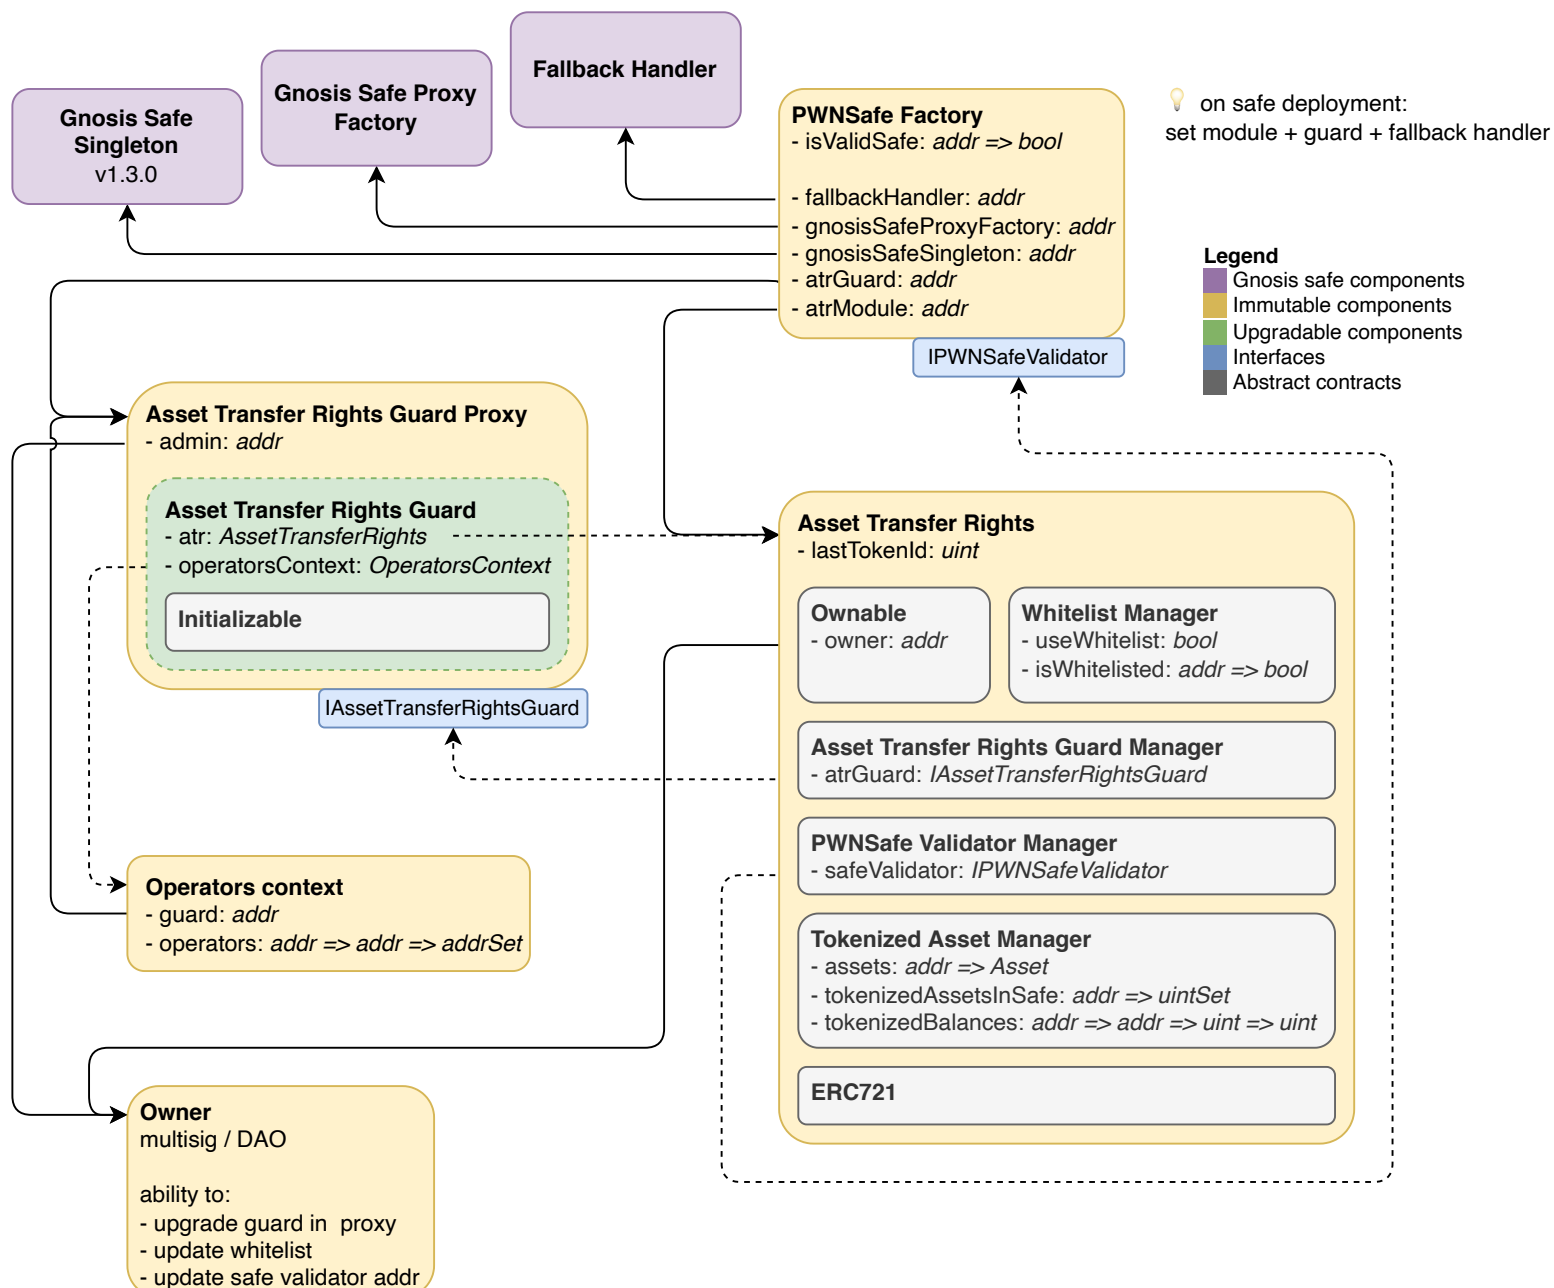 Fallback Handler
Gnosis Safe Proxy
Factory
Gnosis Safe
Singleton
v1.3.0
PWNSafe Factory
- isValidSafe: addr => bool
- fallbackHandler: addr
- gnosisSafeProxyFactory: addr
- gnosisSafeSingleton: addr
- atrGuard: addr
- atrModule: addr
IPWNSafeValidator
on safe deployment:
set module + guard + fallback handler
Legend
Gnosis safe components
Immutable components
Upgradable components
Interfaces
Abstract contracts
Asset Transfer Rights Guard Proxy
- admin: addr
Asset Transfer Rights Guard
- atr: AssetTransferRights
- operatorsContext: OperatorsContext
Initializable
IAssetTransferRightsGuard
Asset Transfer Rights
- lastTokenId: uint
Ownable
- owner: addr
Whitelist Manager
- useWhitelist: bool
- isWhitelisted: addr => bool
Asset Transfer Rights Guard Manager
- atrGuard: IAssetTransferRightsGuard
PWNSafe Validator Manager
- safeValidator: IPWNSafeValidator
Tokenized Asset Manager
- assets: addr => Asset
- tokenizedAssetsInSafe: addr => uintSet
- tokenizedBalances: addr => addr => uint => uint
ERC721
Operators context
- guard: addr
- operators: addr => addr => addrSet
Owner
multisig / DAO
ability to:
- upgrade guard in  proxy
- update whitelist
- update safe validator addr